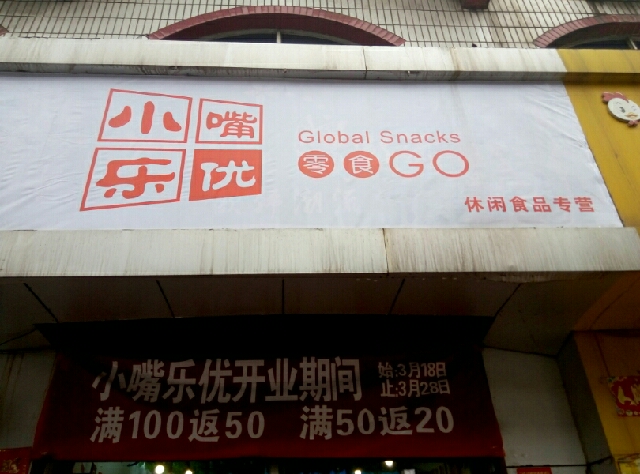 小嘴
乐优
Global Snacks
零食GO
休闲食品专营
小嘴乐优开业期间
始:3月18日
止:3月28日
满100返50 满50返20